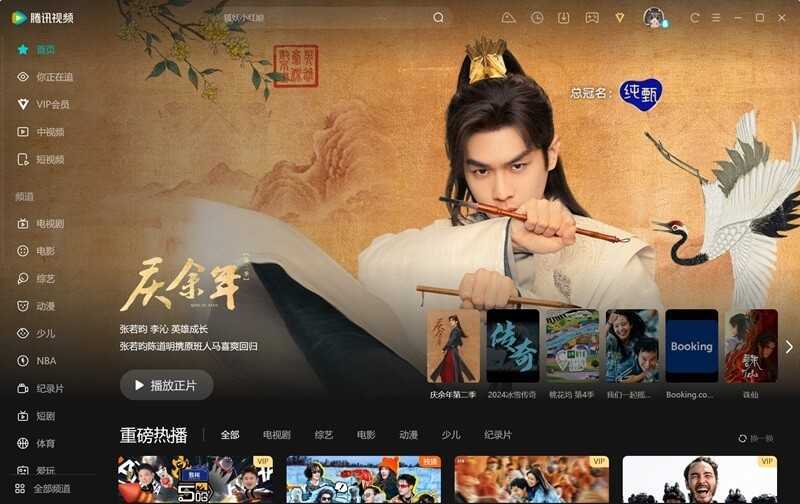 腾讯视频
狐妖小红娘
首页
你正在追
VIP会员
中视频
短视频
频道
电视剧
电影
综艺
动漫
少儿
NBA
纪录片
短剧
体育
爱玩
全部频道
总冠名：
纯甄
庆余年
张若昀 李沁 英雄成长
张若昀陈道明携原班人马喜爽回归
播放正片
传奇
Booking
诛仙
庆余年第二季
2024冰雪传奇
桃花坞 第4季
我们一起摇...
Booking.co...
诛仙
重磅热播
全部
电视剧
综艺
电影
动漫
少儿
纪录片
换一换
VIP
独播
VIP
VIP